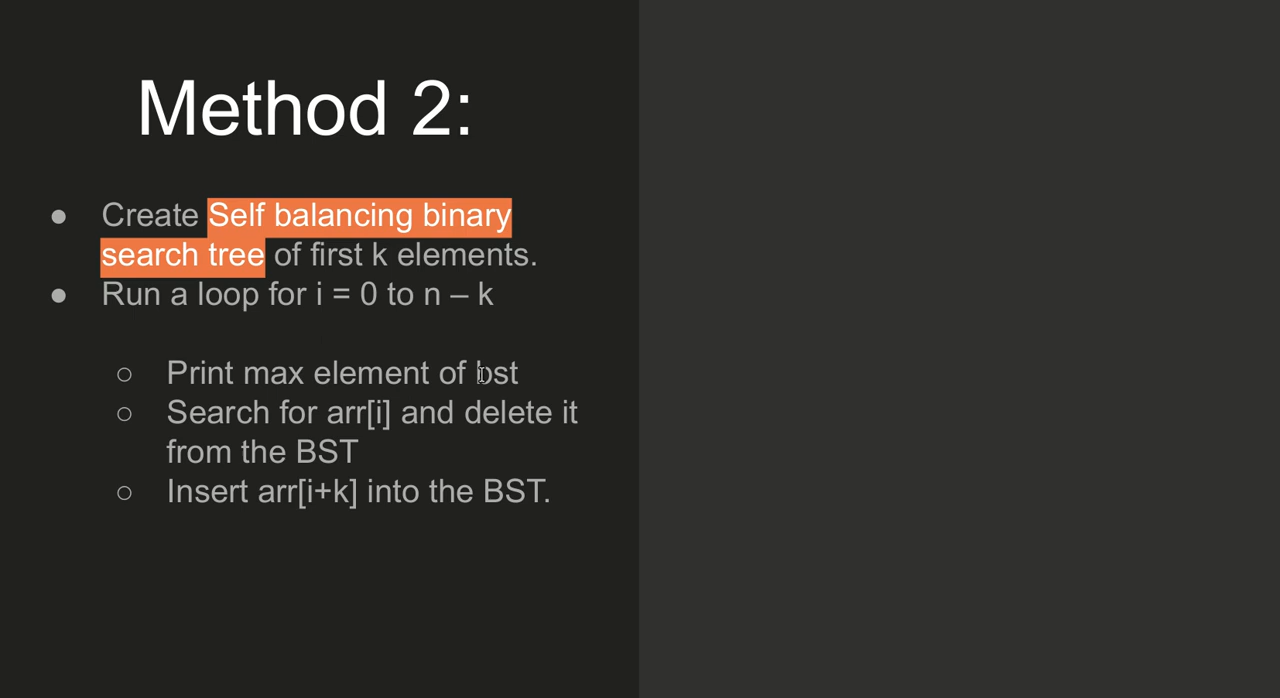 Method 2:
● Create Self balancing binary
search tree of first k elements.
● Run a loop for i = 0 to n – k
○ Print max element of bst
○ Search for arr[i] and delete it
from the BST
○ Insert arr[i+k] into the BST.